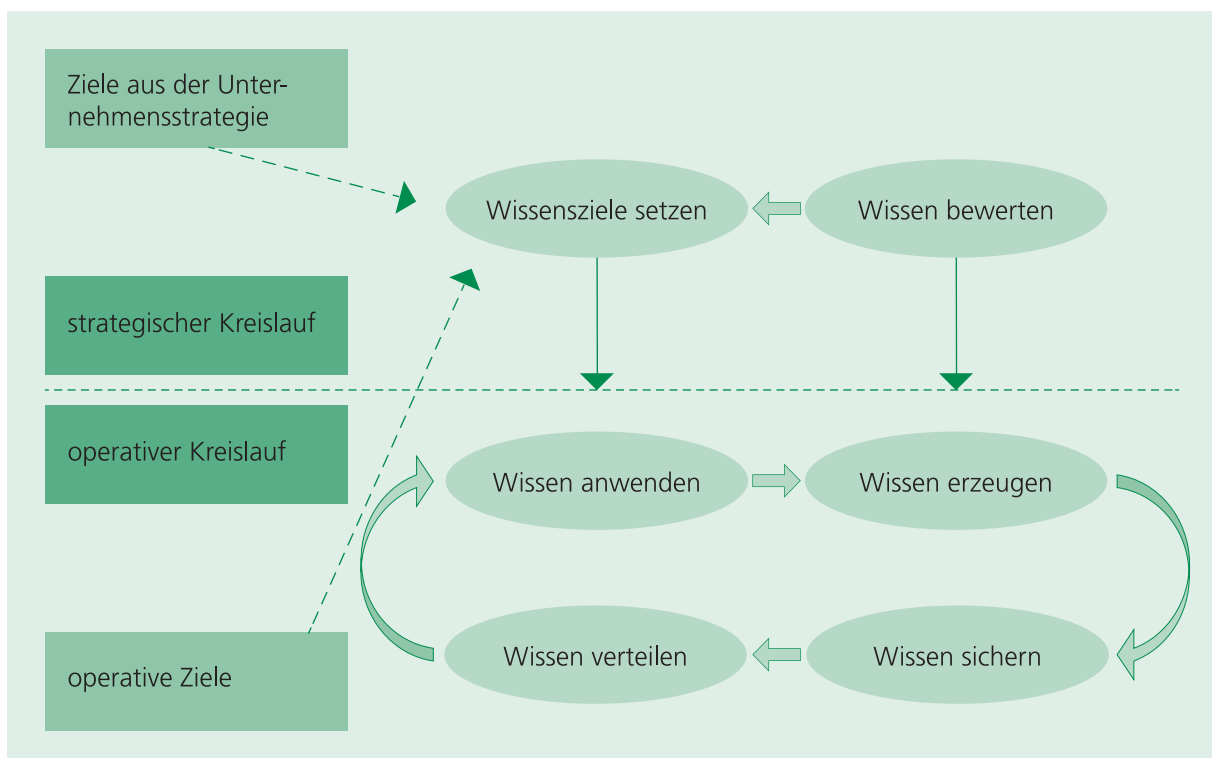 Ziele aus der Unter-
nehmensstrategie
Wissensziele setzen
Wissen bewerten
strategischer Kreislauf
operativer Kreislauf
Wissen anwenden
Wissen erzeugen
Wissen verteilen
Wissen sichern
operative Ziele